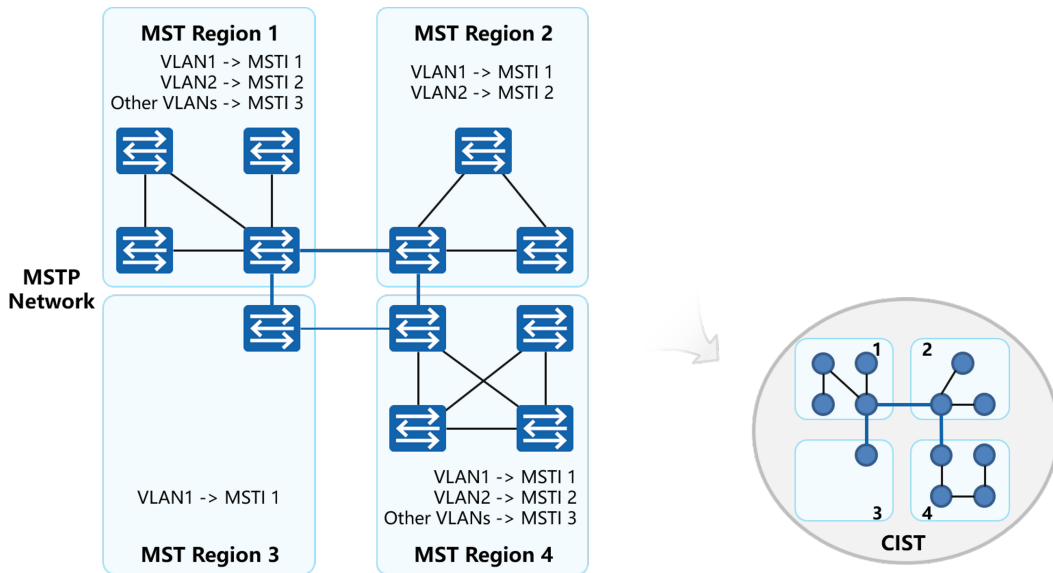 MST Region 1
VLAN1 -> MSTI 1
VLAN2 -> MSTI 2
Other VLANs -> MSTI 3
MST Region 2
VLAN1 -> MSTI 1
VLAN2 -> MSTI 2
MSTP
Network
VLAN1 -> MSTI 1
MST Region 3
VLAN1 -> MSTI 1
VLAN2 -> MSTI 2
Other VLANs -> MSTI 3
MST Region 4
1
2
3
4
CIST